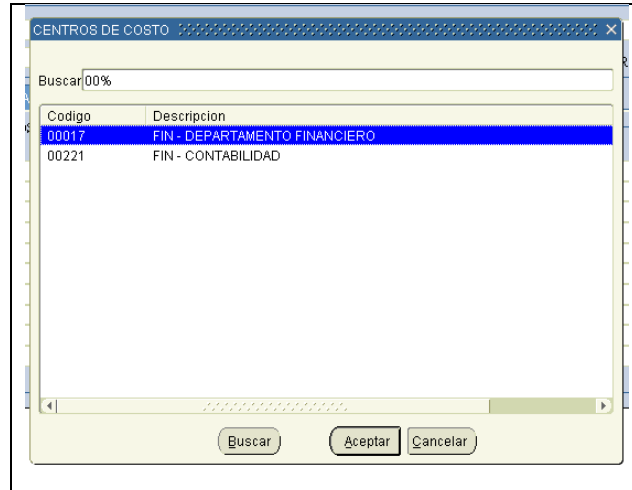 CENTROS DE COSTO
Buscar 00%
Codigo Descripcion
00017 FIN - DEPARTAMENTO FINANCIERO
00221 FIN - CONTABILIDAD
Buscar Aceptar Cancelar